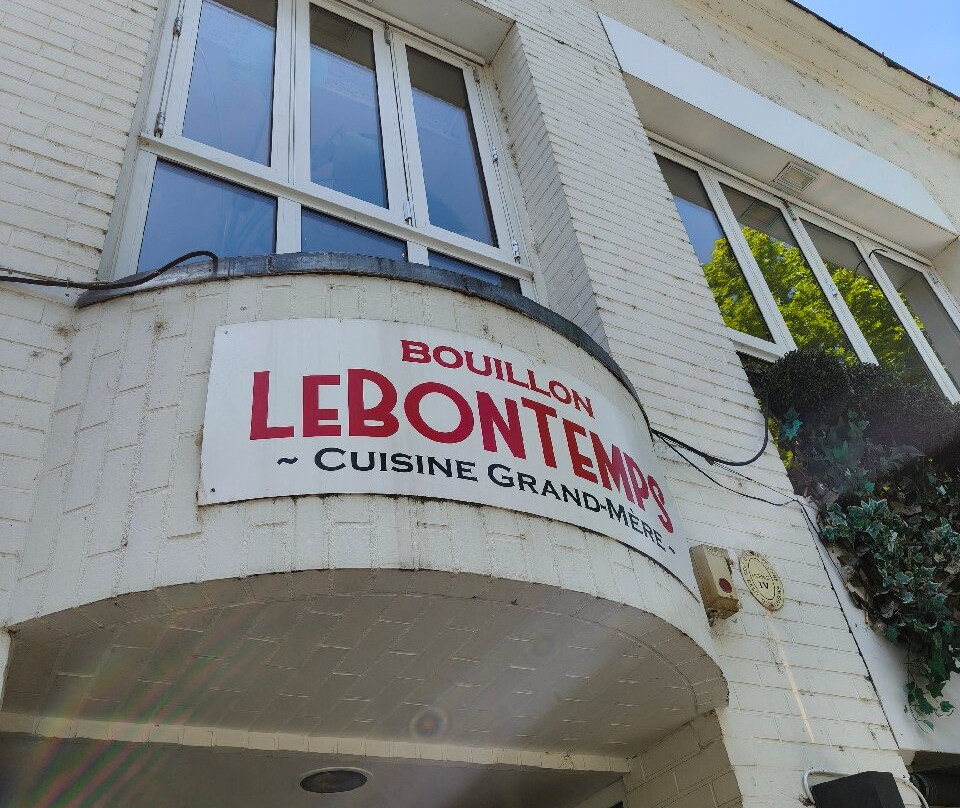 BOUILLON
LEBONTEMPS
~ CUISINE GRAND-MÈRE ~